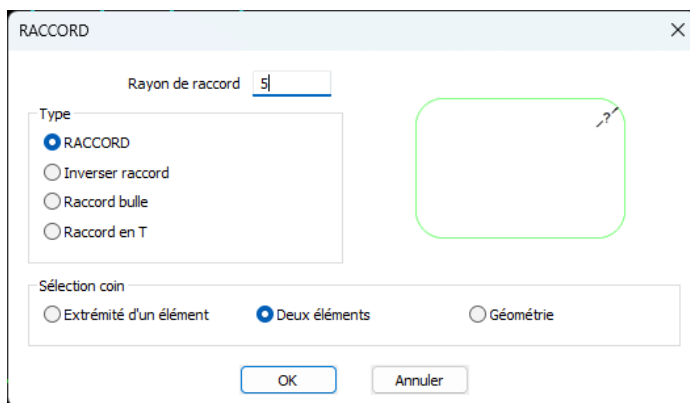 RACCORD
Rayon de raccord 5
Type
RACCORD
Inverser raccord
Raccord bulle
Raccord en T
?
Sélection coin
Extrémité d'un élément Deux éléments Géométrie
OK Annuler